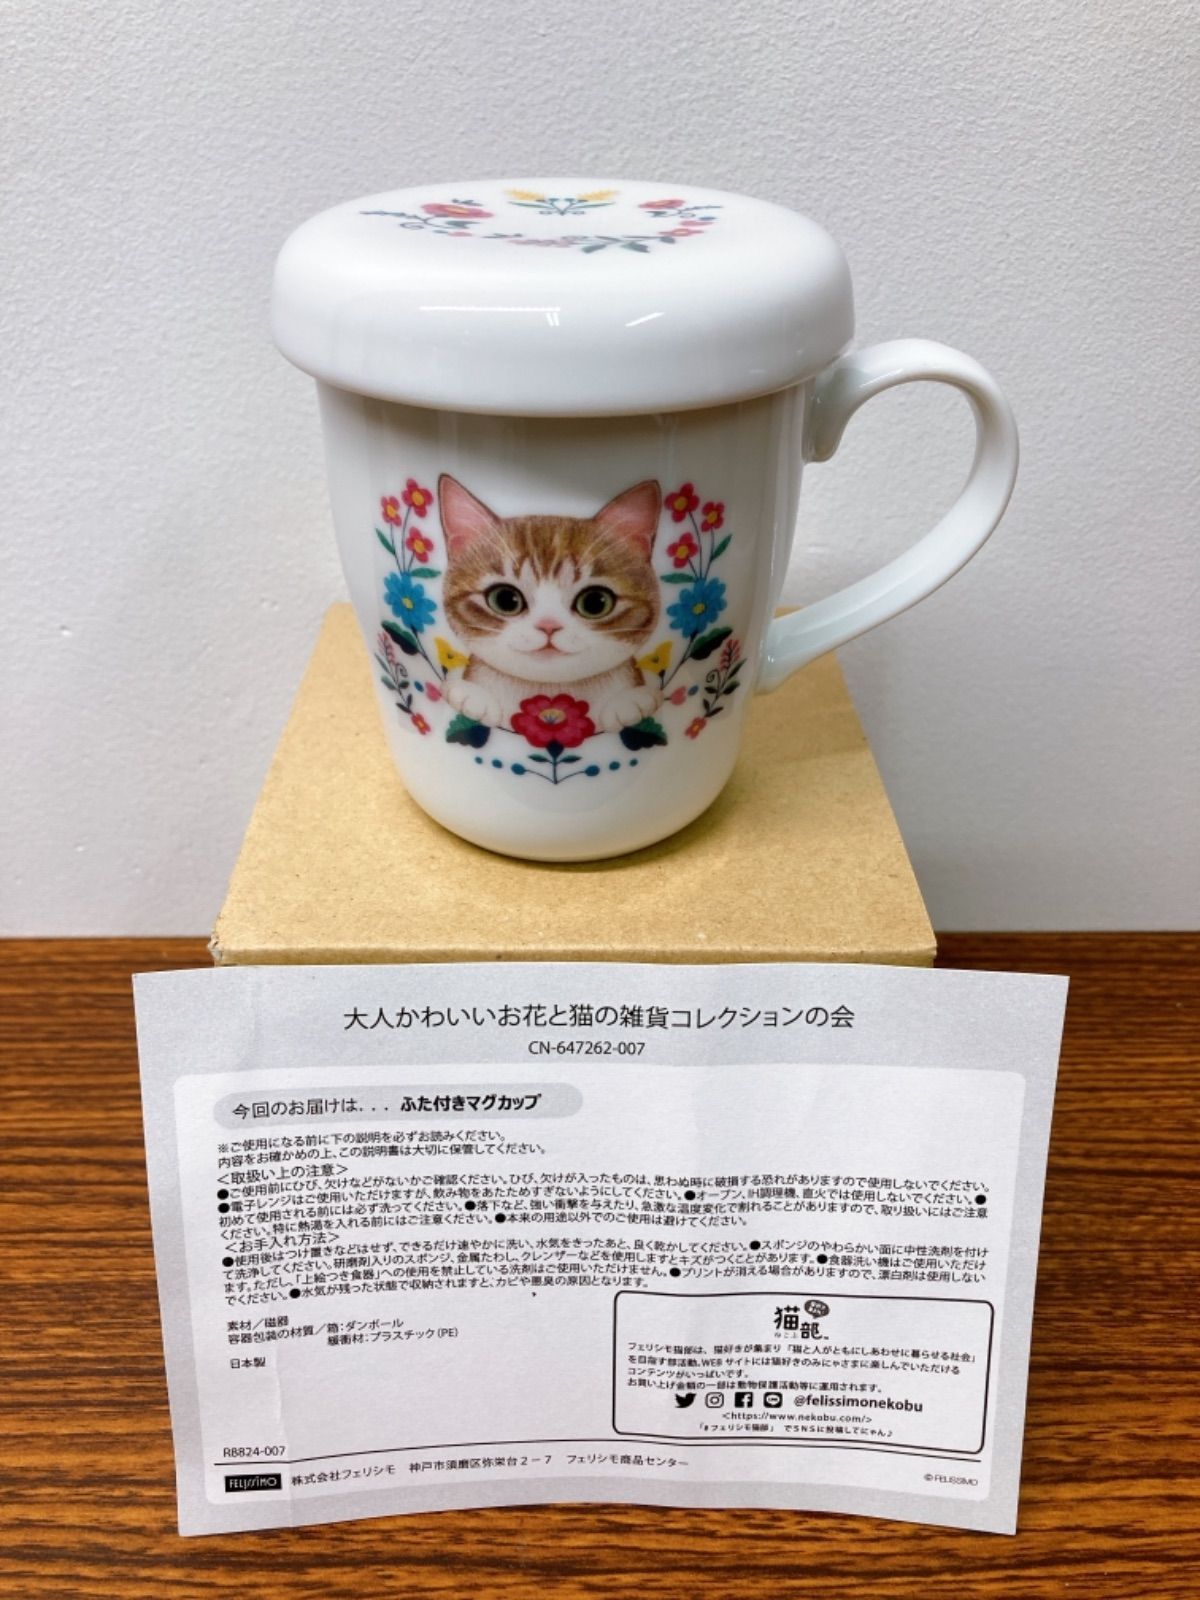 大人かわいいお花と猫の雑貨コレクションの会
CN-647262-007
今回のお届けは... ふた付きマグカップ
※ご使用になる前に下の説明を必ずお読みください。
内容をお確かめの上、この説明書は大切に保管してください。
＜取扱い上の注意＞
●ご使用前にひび、欠けなどがないかご確認ください。ひび、欠けが入ったものは、思わぬ時に破損する恐れがありますので使用しないでください。
●電子レンジはご使用いただけますが、飲み物をあたためすぎないようにしてください。●オーブン、IH調理機、直火では使用しないでください。●
初めて使用される前には必ず洗ってください。●落下など、強い衝撃を与えたり、急激な温度変化で割れることがありますので、取り扱いにはご注意
ください、特に熱湯を入れる前にはご注意ください。●本来の用途以外でのご使用は避けてください。
＜お手入れ方法＞
●使用後はつけ置きなどはせず、できるだけ速やかに洗い、水気をきったあと、良く乾かしてください。●スポンジのやわらかい面に中性洗剤を付け
て洗浄してください。研磨剤入りのスポンジ、金属たわし、クレンザーなどを使用しますとキズがつくことがあります。●食器洗い機はご使用いただけ
ます。ただし、「上絵つき食器」への使用を禁止している洗剤はご使用いただけません。●プリントが消える場合がありますので、漂白剤は使用しない
でください。●水気が残った状態で収納されますと、カビや悪臭の原因となります。
素材／磁器
容器包装の材質／箱：ダンボール
緩衝材：プラスチック（PE）
日本製
猫部™
ねこぶ
フェリシモ猫部は、猫好きが集まり「猫と人がともにしあわせに暮らせる社会」
を目指す部活動。WEBサイトには猫好きのみにゃさまに楽しんでいただける
コンテンツがいっぱいです。
お買い上げ金額の一部は動物保護活動等に運用されます。
@felissimonekobu
<https://www.nekobu.com/>
「#フェリシモ猫部」 でSNSに投稿してにゃん♪
R8824-007
FELISSIMO 株式会社フェリシモ 神戸市須磨区弥栄台2－7 フェリシモ商品センター
©FELISSIMO